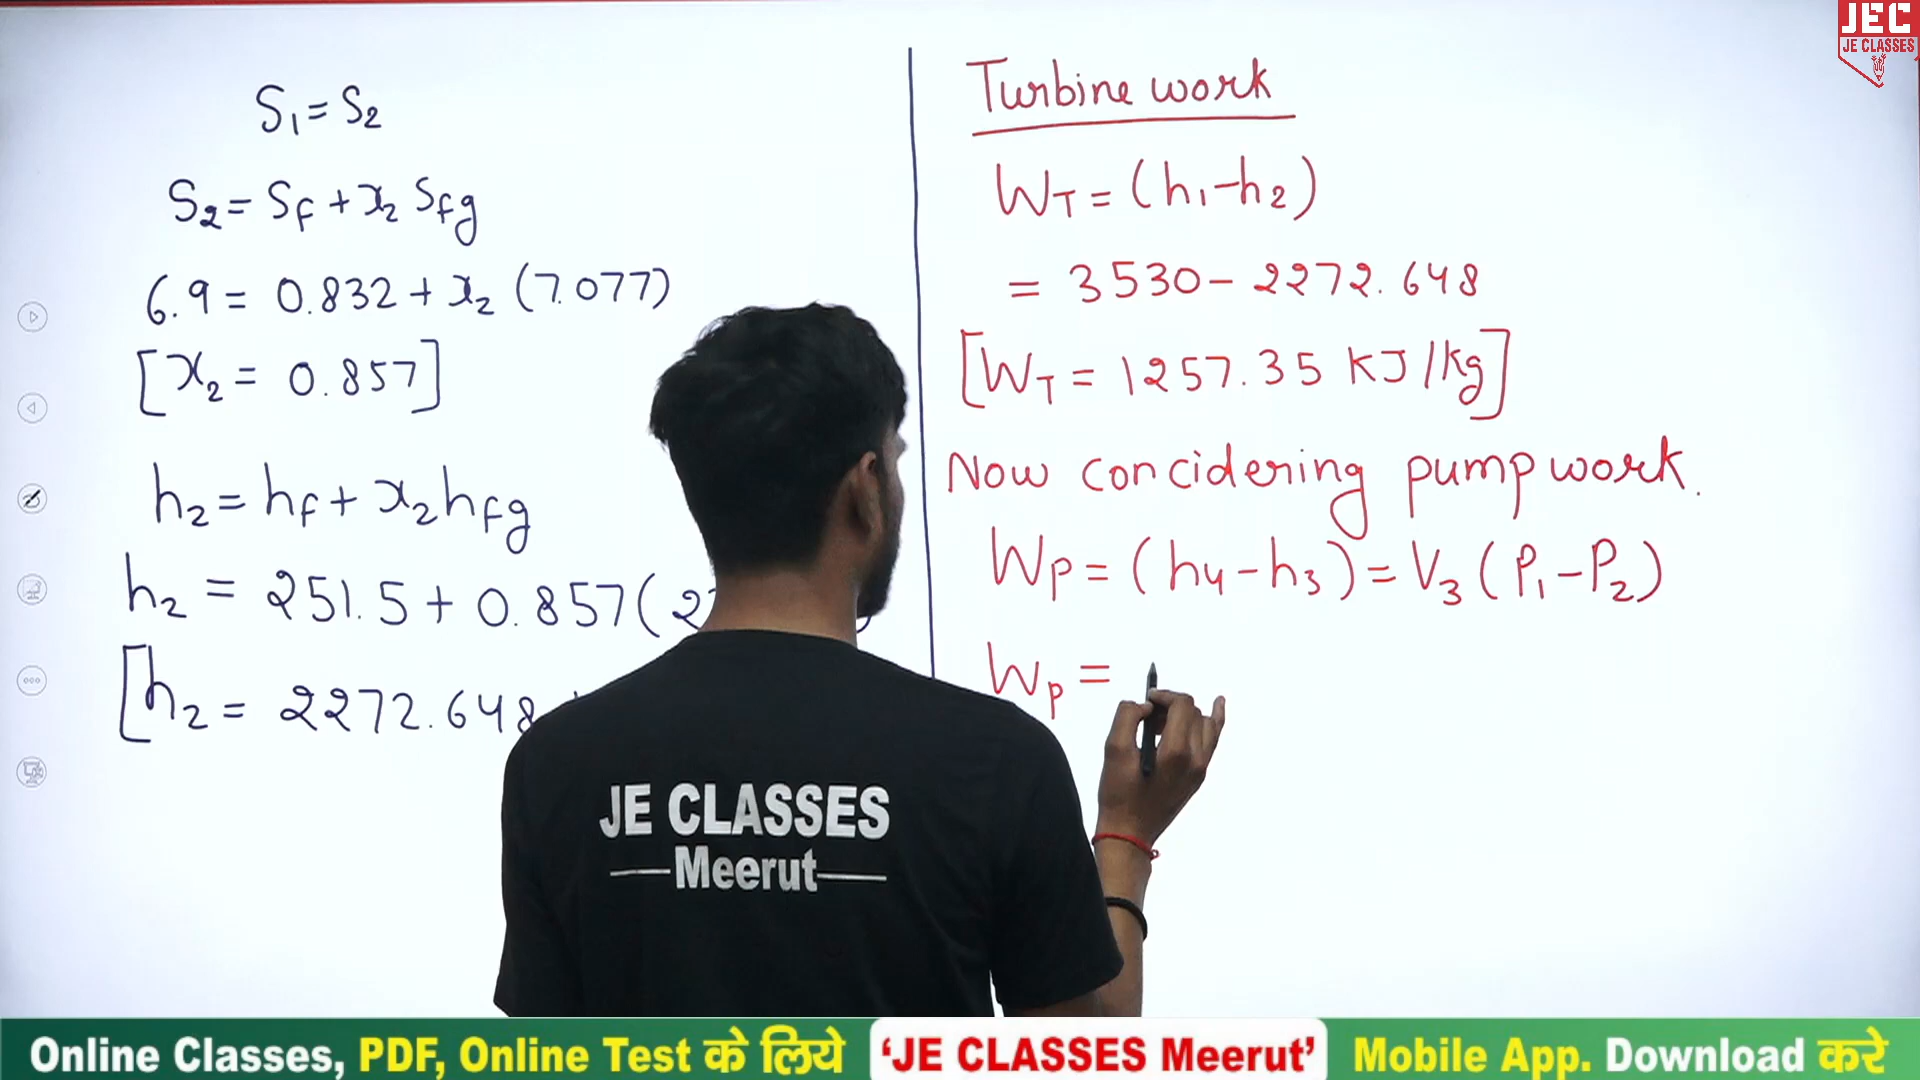 JEC
JE CLASSES
S₁ = S₂
S₂ = Sf + x₂ Sfg
6.9 = 0.832 + x₂ (7.077)
[x₂ = 0.857]
h₂ = hf + x₂hfg
h₂ = 251.5 + 0.857(2
[h₂ = 2272.648
Turbine work
WT = (h₁-h₂)
= 3530 - 2272.648
[WT = 1257.35 KJ/kg]
Now concidering pump work.
WP = (h4 - h₃) = V₃ (P₁-P₂)
Wp =
JE CLASSES
Meerut
Online Classes, PDF, Online Test के लिये 'JE CLASSES Meerut' Mobile App. Download करे